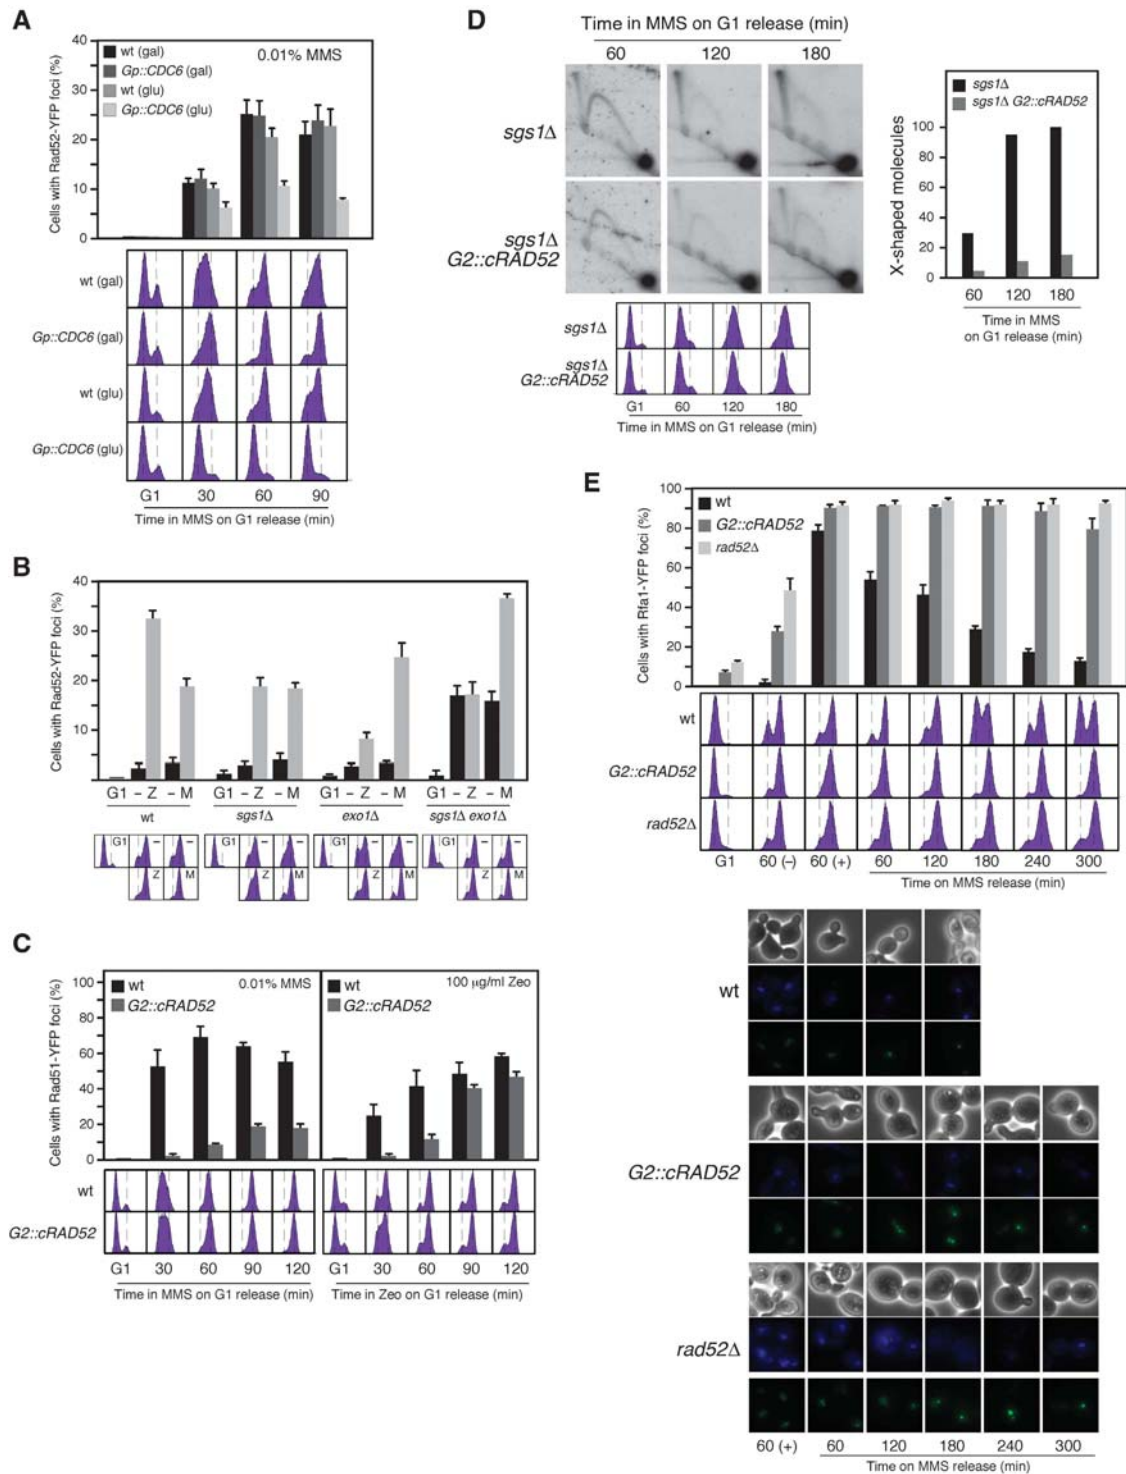 A
0.01% MMS
wt (gal)
Gp::CDC6 (gal)
wt (glu)
Gp::CDC6 (glu)
Cells with Rad52-YFP foci (%)
40
30
20
10
0
wt (gal)
Gp::CDC6 (gal)
wt (glu)
Gp::CDC6 (glu)
G1 30 60 90
Time in MMS on G1 release (min)
B
Cells with Rad52-YFP foci (%)
40
30
20
10
G1 – Z – M G1 – Z – M G1 – Z – M G1 – Z – M
wt sgs1Δ exo1Δ sgs1Δ exo1Δ
G1 – – G1 – – G1 – – G1 – –
Z M Z M Z M Z M
C
wt 0.01% MMS
G2::cRAD52
wt 100 µg/ml Zeo
G2::cRAD52
Cells with Rad51-YFP foci (%)
100
80
60
40
20
0
wt
G2::cRAD52
G1 30 60 90 120 G1 30 60 90 120
Time in MMS on G1 release (min) Time in Zeo on G1 release (min)
D
Time in MMS on G1 release (min)
60 120 180
sgs1Δ
sgs1Δ
G2::cRAD52
sgs1Δ
sgs1Δ
G2::cRAD52
G1 60 120 180
Time in MMS on G1 release (min)
sgs1Δ
sgs1Δ G2::cRAD52
X-shaped molecules
100
80
60
40
20
0
60 120 180
Time in MMS
on G1 release (min)
E
wt
G2::cRAD52
rad52Δ
Cells with Rfa1-YFP foci (%)
100
80
60
40
20
0
wt
G2::cRAD52
rad52Δ
G1 60 (–) 60 (+) 60 120 180 240 300
Time on MMS release (min)
wt
G2::cRAD52
rad52Δ
60 (+) 60 120 180 240 300
Time on MMS release (min)